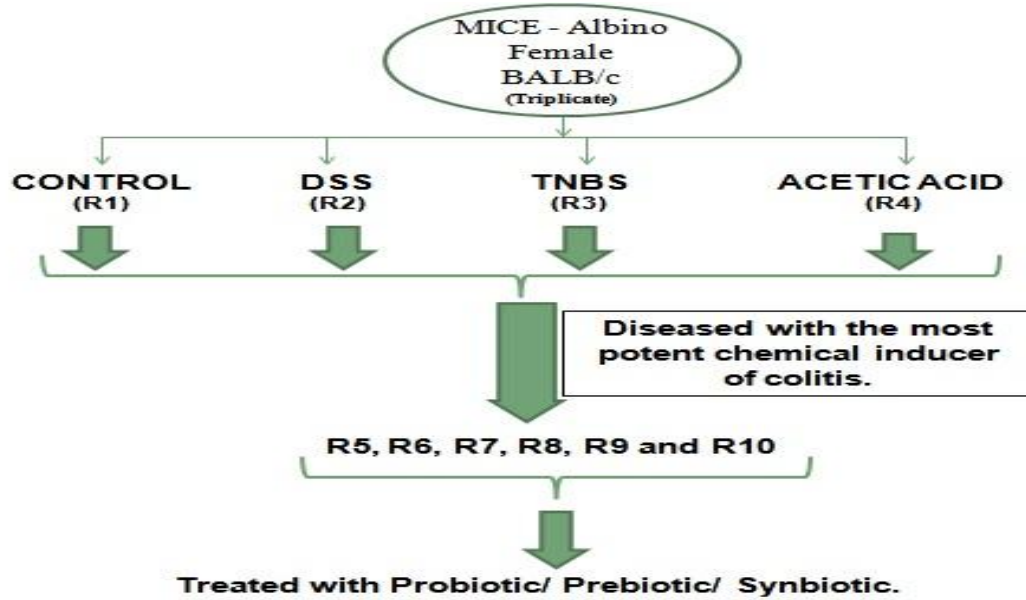 MICE - Albino
Female
BALB/c
(Triplicate)
CONTROL DSS TNBS ACETIC ACID
(R1) (R2) (R3) (R4)
Diseased with the most
potent chemical inducer
of colitis.
R5, R6, R7, R8, R9 and R10
Treated with Probiotic/ Prebiotic/ Synbiotic.